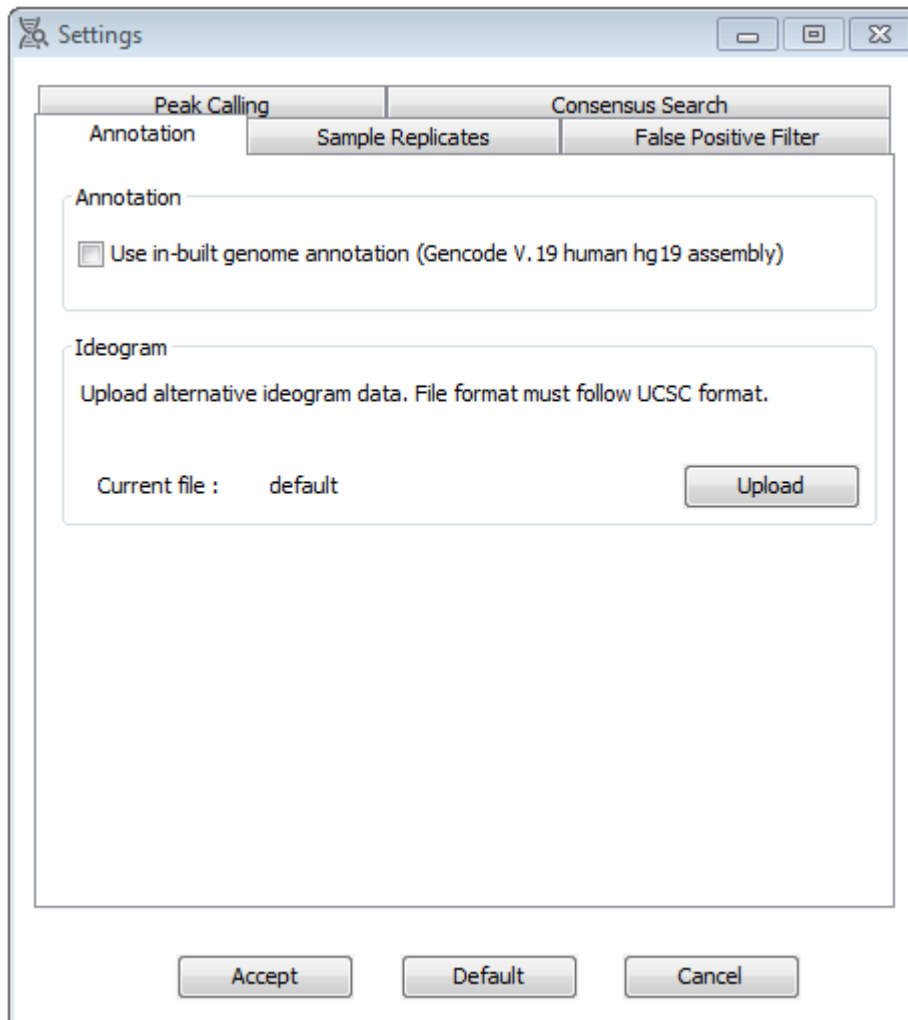 Settings
Peak Calling Consensus Search
Annotation Sample Replicates False Positive Filter
Annotation
Use in-built genome annotation (Gencode V.19 human hg19 assembly)
Ideogram
Upload alternative ideogram data. File format must follow UCSC format.
Current file : default Upload
Accept Default Cancel